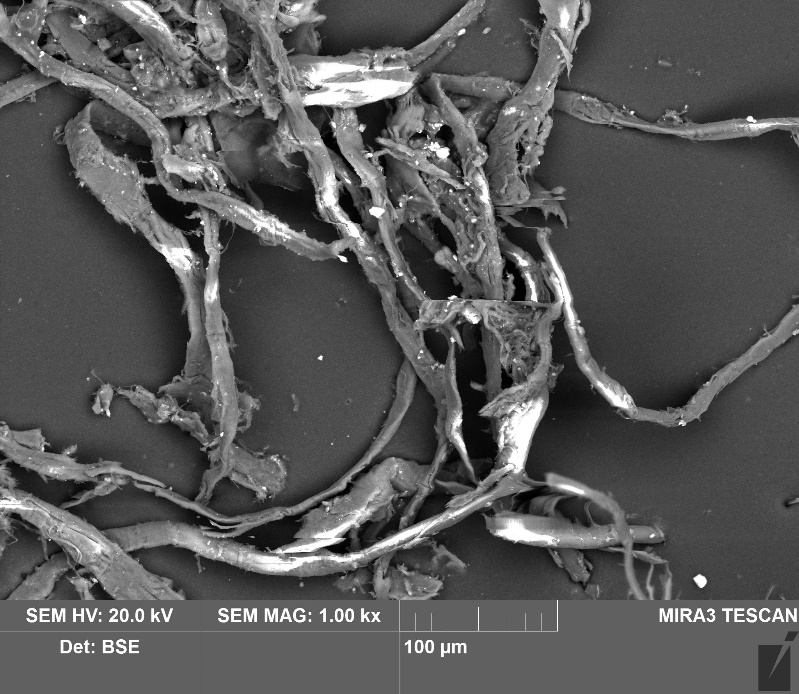 SEM HV: 20.0 kV
SEM MAG: 1.00 kx
MIRA3 TESCAN
Det: BSE
100 µm